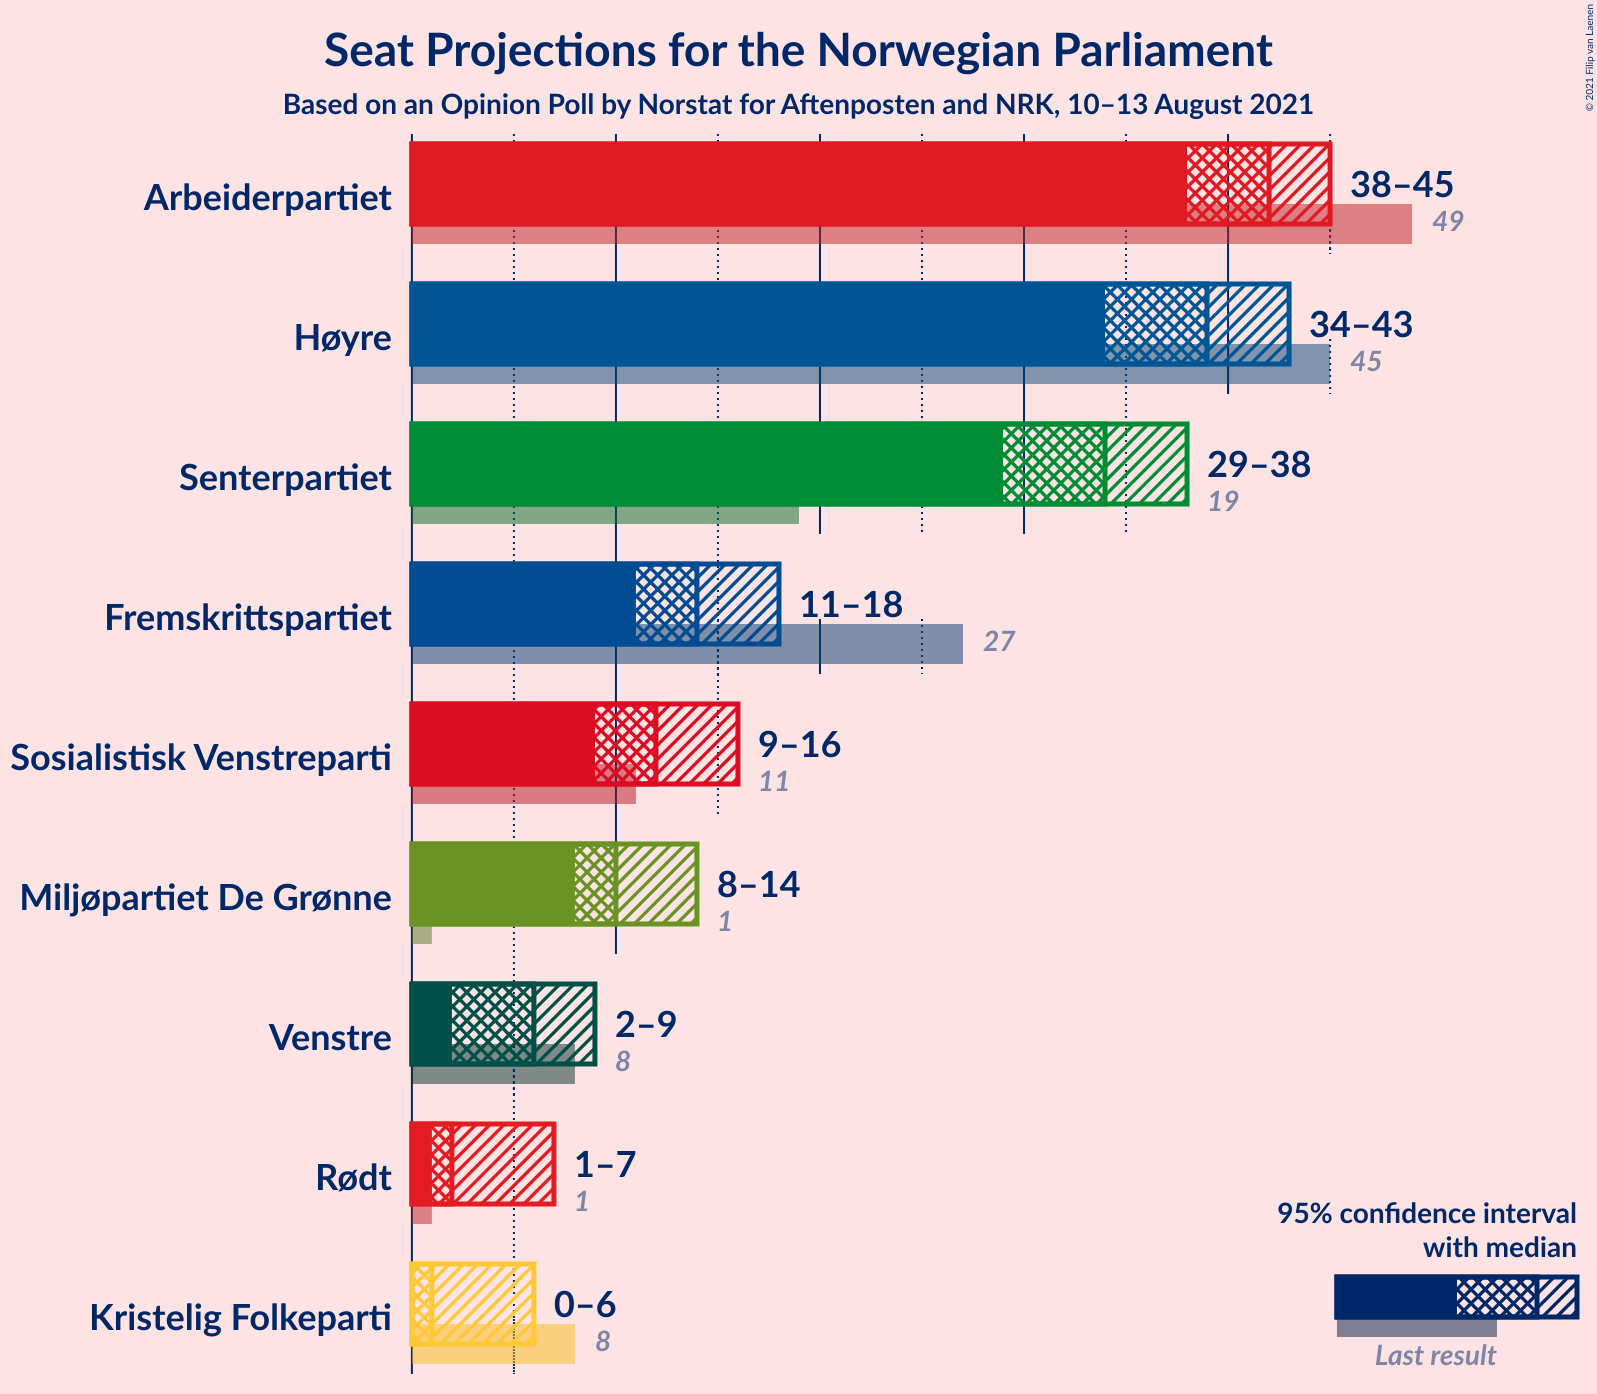 Seat Projections for the Norwegian Parliament
Based on an Opinion Poll by Norstat for Aftenposten and NRK, 10–13 August 2021
© 2021 Filip van Laenen
Arbeiderpartiet
38–45
49
Høyre
34–43
45
Senterpartiet
29–38
19
Fremskrittspartiet
11–18
27
Sosialistisk Venstreparti
9–16
11
Miljøpartiet De Grønne
8–14
1
Venstre
2–9
8
Rødt
1–7
1
Kristelig Folkeparti
0–6
8
95% confidence interval
with median
Last result